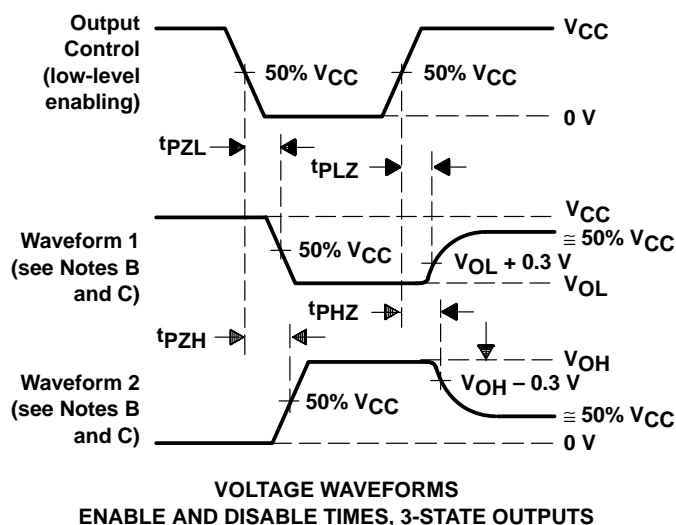 Output
Control
(low-level
enabling)
VCC
50% VCC
50% VCC
0 V
tPZL
tPLZ
VCC
Waveform 1
(see Notes B
and C)
50% VCC
≅ 50% VCC
VOL + 0.3 V
VOL
tPHZ
tPZH
VOH
Waveform 2
(see Notes B
and C)
50% VCC
VOH – 0.3 V
≅ 50% VCC
0 V
VOLTAGE WAVEFORMS
ENABLE AND DISABLE TIMES, 3-STATE OUTPUTS